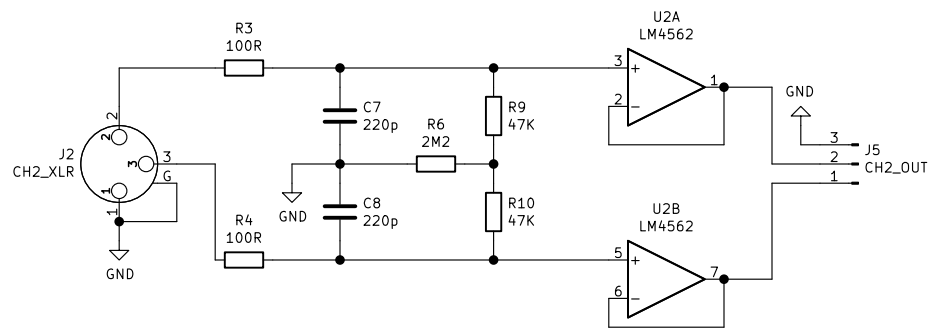 U2A
LM4562
R3
100R
3
+
1
2
−
GND
C7
220p
R9
47K
R6
2M2
2
2
J2
CH2_XLR
3
3
G
1
1
GND
GND
3
2
1
J5
CH2_OUT
C8
220p
R10
47K
R4
100R
U2B
LM4562
5
+
7
6
−